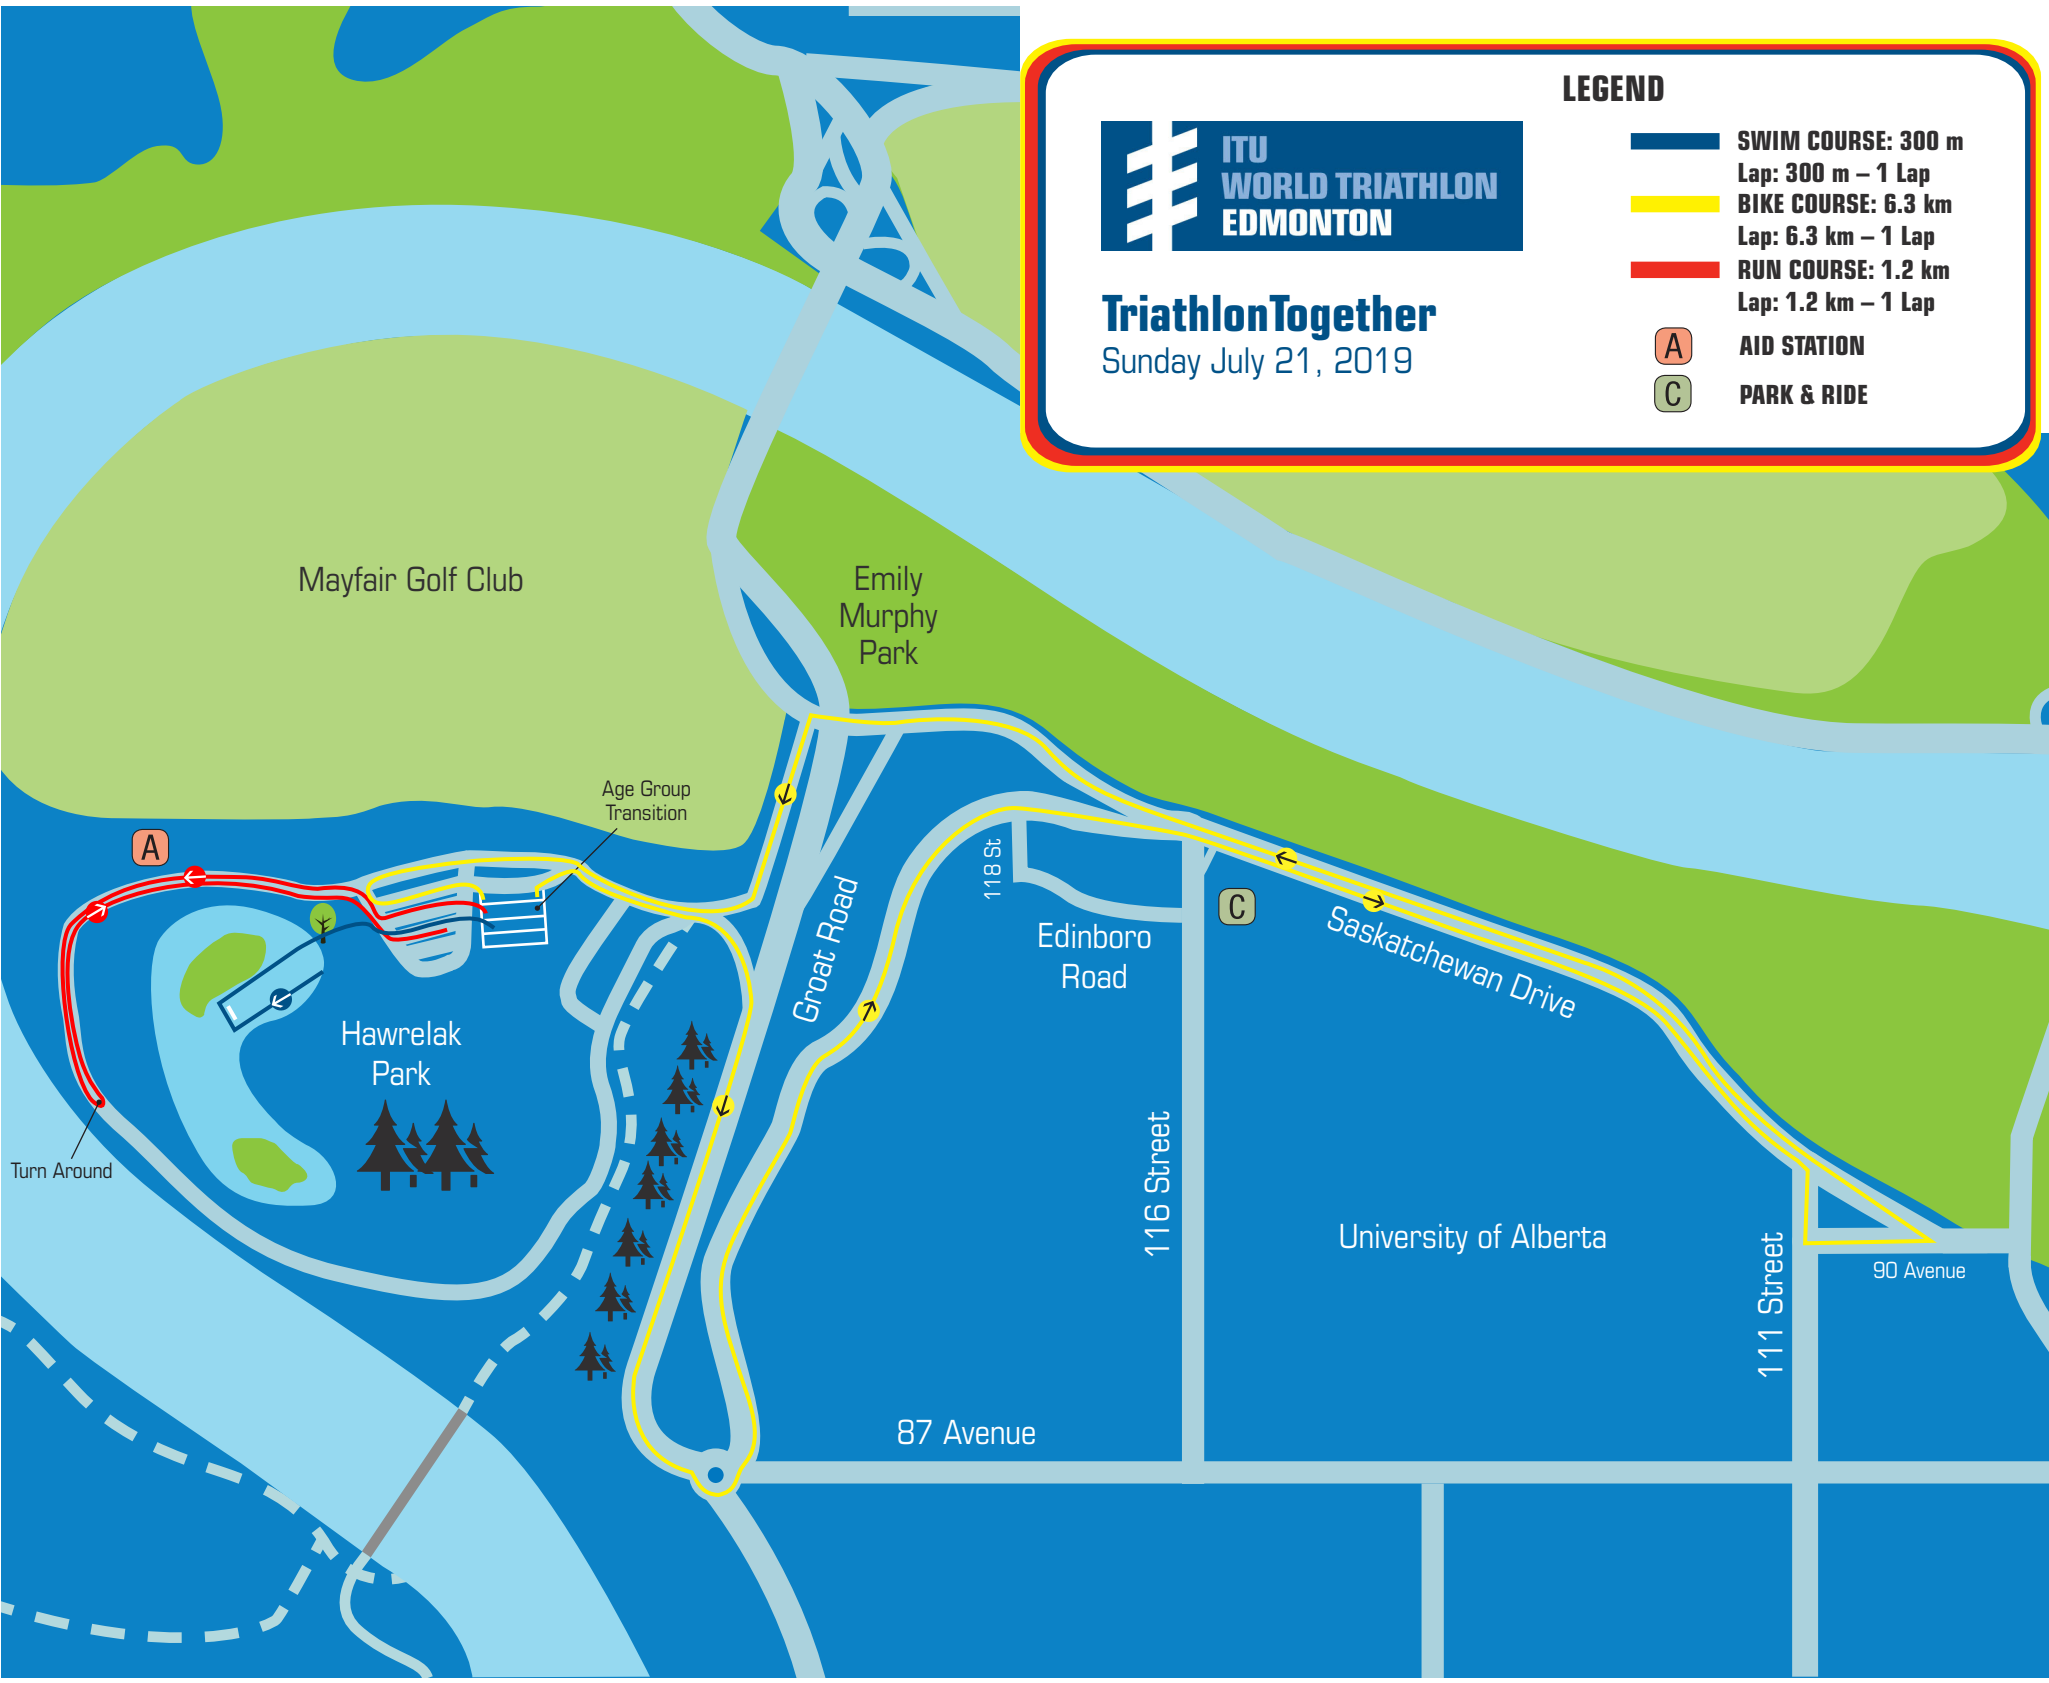 LEGEND
ITU
WORLD TRIATHLON
EDMONTON
TriathlonTogether
Sunday July 21, 2019
SWIM COURSE: 300 m
Lap: 300 m – 1 Lap
BIKE COURSE: 6.3 km
Lap: 6.3 km – 1 Lap
RUN COURSE: 1.2 km
Lap: 1.2 km – 1 Lap
A AID STATION
C PARK & RIDE
Mayfair Golf Club
Emily
Murphy
Park
Age Group
Transition
A
118 St
Groat Road
C
Edinboro
Road
Saskatchewan Drive
Hawrelak
Park
Turn Around
116 Street
University of Alberta
111 Street
90 Avenue
87 Avenue